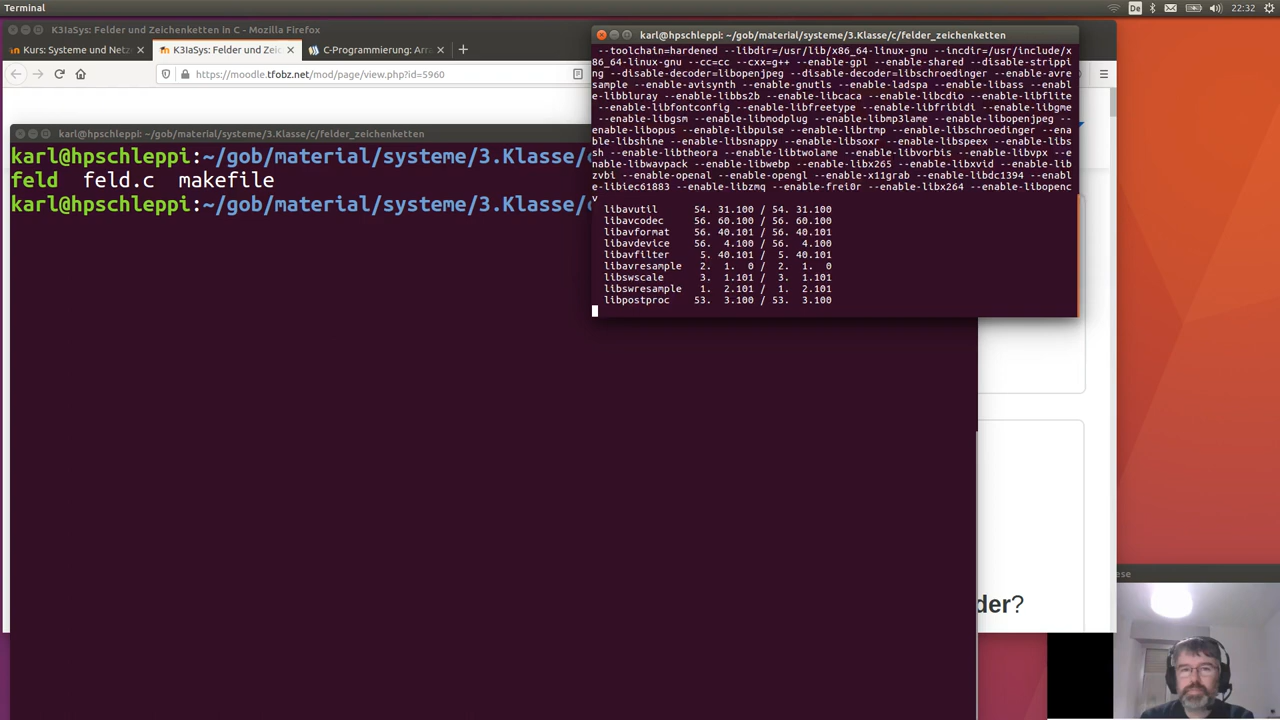 Terminal
De
22:32
K3IaSys: Felder und Zeichenketten in C - Mozilla Firefox
Kurs: Systeme und Netz
K3IaSys: Felder und Zeic
C-Programmierung: Arra
https://moodle.tfobz.net/mod/page/view.php?id=5960
karl@hpschleppi: ~/gob/material/systeme/3.Klasse/c/felder_zeichenketten
--toolchain=hardened --libdir=/usr/lib/x86_64-linux-gnu --incdir=/usr/include/x
86_64-linux-gnu --cc=cc --cxx=g++ --enable-gpl --enable-shared --disable-strippi
ng --disable-decoder=libopenjpeg --disable-decoder=libschroedinger --enable-avre
sample --enable-avisynth --enable-gnutls --enable-ladspa --enable-libass --enabl
e-libbluray --enable-libbs2b --enable-libcaca --enable-libcdio --enable-libflite
--enable-libfontconfig --enable-libfreetype --enable-libfribidi --enable-libgme
--enable-libgsm --enable-libmodplug --enable-libmp3lame --enable-libopenjpeg --
enable-libopus --enable-libpulse --enable-librtmp --enable-libschroedinger --ena
ble-libshine --enable-libsnappy --enable-libsoxr --enable-libspeex --enable-libs
sh --enable-libtheora --enable-libtwolame --enable-libvorbis --enable-libvpx --e
nable-libwavpack --enable-libwebp --enable-libx265 --enable-libxvid --enable-lib
zvbi --enable-openal --enable-opengl --enable-x11grab --enable-libdc1394 --enabl
e-libiec61883 --enable-libzmq --enable-frei0r --enable-libx264 --enable-libopenc
v
libavutil 54. 31.100 / 54. 31.100
libavcodec 56. 60.100 / 56. 60.100
libavformat 56. 40.101 / 56. 40.101
libavdevice 56. 4.100 / 56. 4.100
libavfilter 5. 40.101 / 5. 40.101
libavresample 2. 1. 0 / 2. 1. 0
libswscale 3. 1.101 / 3. 1.101
libswresample 1. 2.101 / 1. 2.101
libpostproc 53. 3.100 / 53. 3.100
karl@hpschleppi: ~/gob/material/systeme/3.Klasse/c/felder_zeichenketten
karl@hpschleppi:~/gob/material/systeme/3.Klasse/
feld feld.c makefile
karl@hpschleppi:~/gob/material/systeme/3.Klasse/
ese
der?